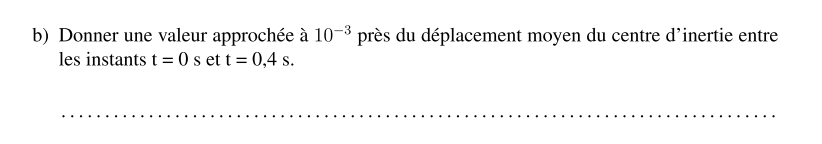 b) Donner une valeur approchée à 10⁻³ près du déplacement moyen du centre d'inertie entre
les instants t = 0 s et t = 0,4 s.